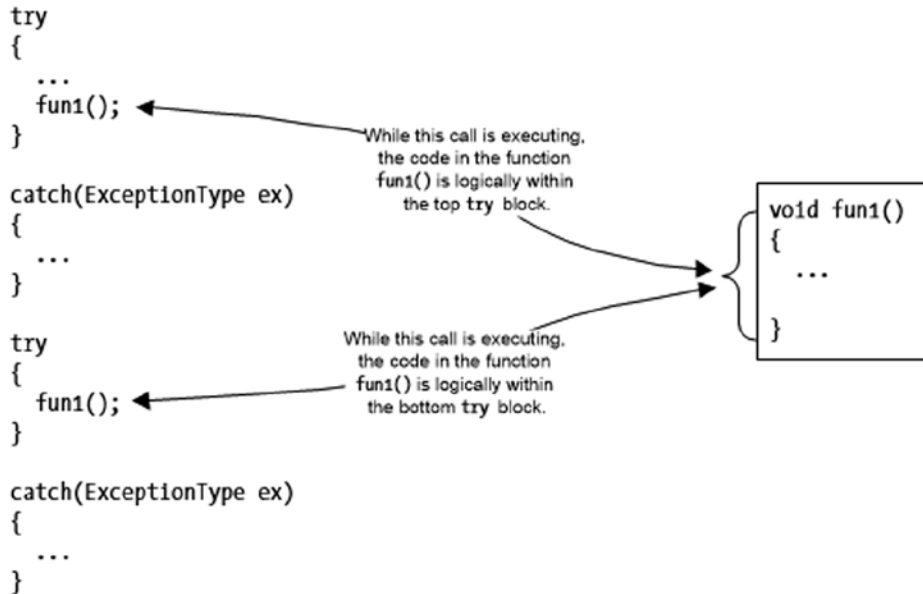 try
{
...
fun1();
}
catch(ExceptionType ex)
{
...
}
try
{
fun1();
}
catch(ExceptionType ex)
{
...
}
While this call is executing,
the code in the function
fun1() is logically within
the top try block.
While this call is executing,
the code in the function
fun1() is logically within
the bottom try block.
void fun1()
{
...
}